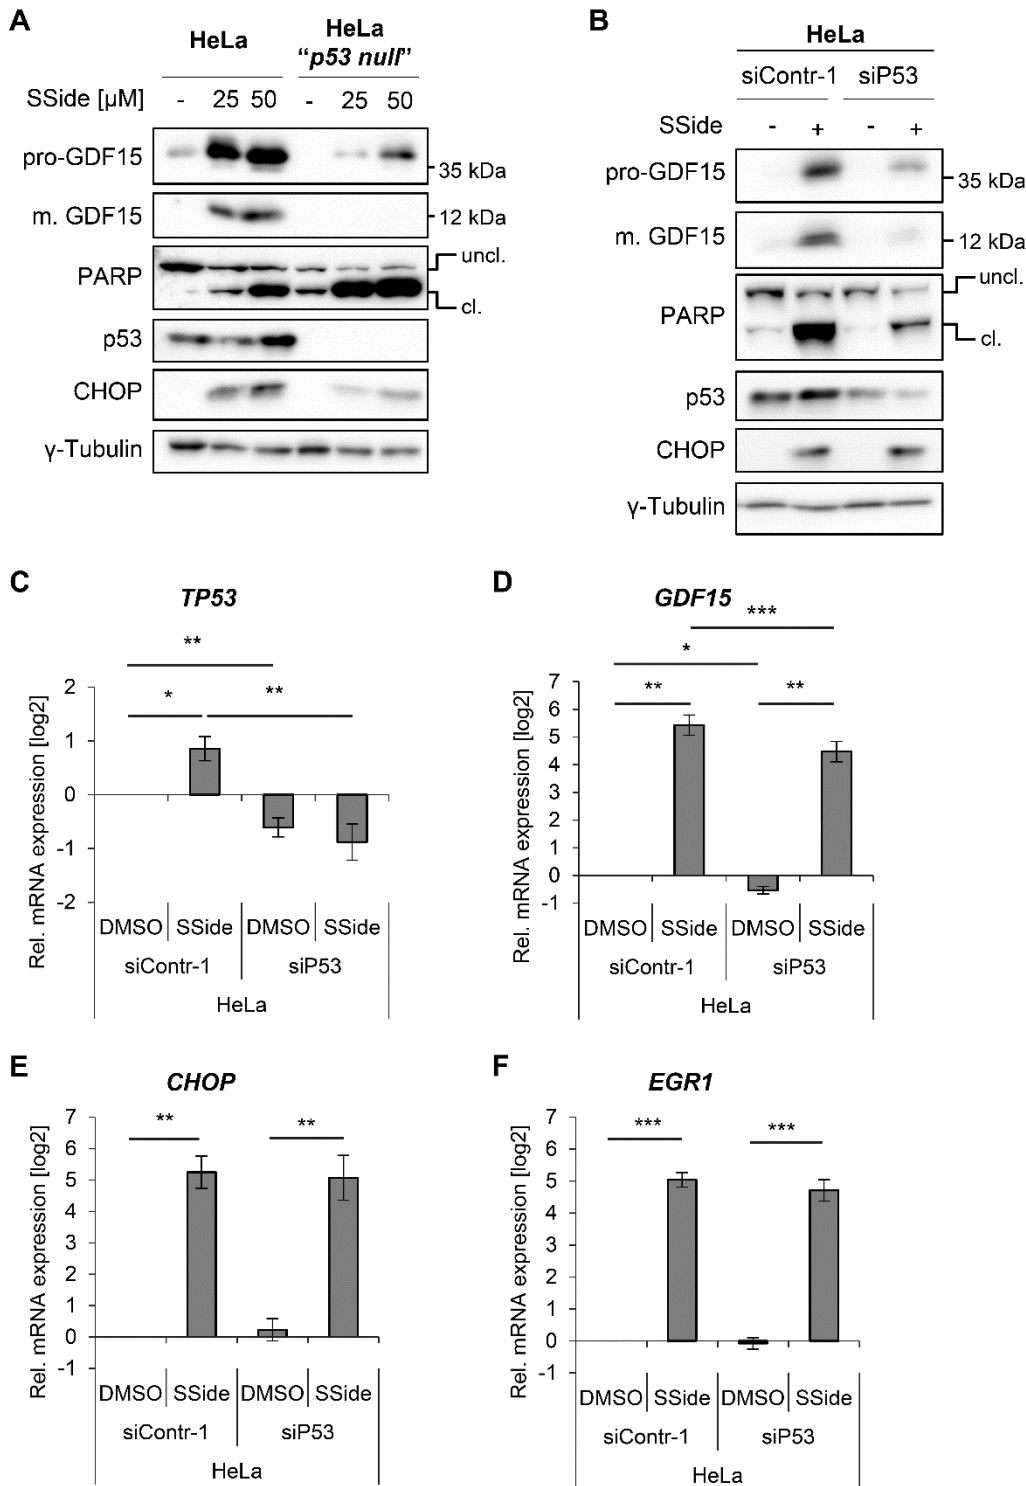 A
HeLa
HeLa
“p53 null”
SSide [µM]
- 25 50 - 25 50
pro-GDF15
35 kDa
m. GDF15
12 kDa
PARP
uncl.
cl.
p53
CHOP
γ-Tubulin
B
HeLa
siContr-1 siP53
SSide - + - +
pro-GDF15
35 kDa
m. GDF15
12 kDa
PARP
uncl.
cl.
p53
CHOP
γ-Tubulin
C
TP53
**
* **
Rel. mRNA expression [log2]
2
1
0
-1
-2
DMSO SSide DMSO SSide
siContr-1 siP53
HeLa
D
GDF15
***
*
** **
Rel. mRNA expression [log2]
7
6
5
4
3
2
1
0
-1
DMSO SSide DMSO SSide
siContr-1 siP53
HeLa
E
CHOP
** **
Rel. mRNA expression [log2]
7
6
5
4
3
2
1
0
-1
DMSO SSide DMSO SSide
siContr-1 siP53
HeLa
F
EGR1
*** ***
Rel. mRNA expression [log2]
7
6
5
4
3
2
1
0
-1
DMSO SSide DMSO SSide
siContr-1 siP53
HeLa